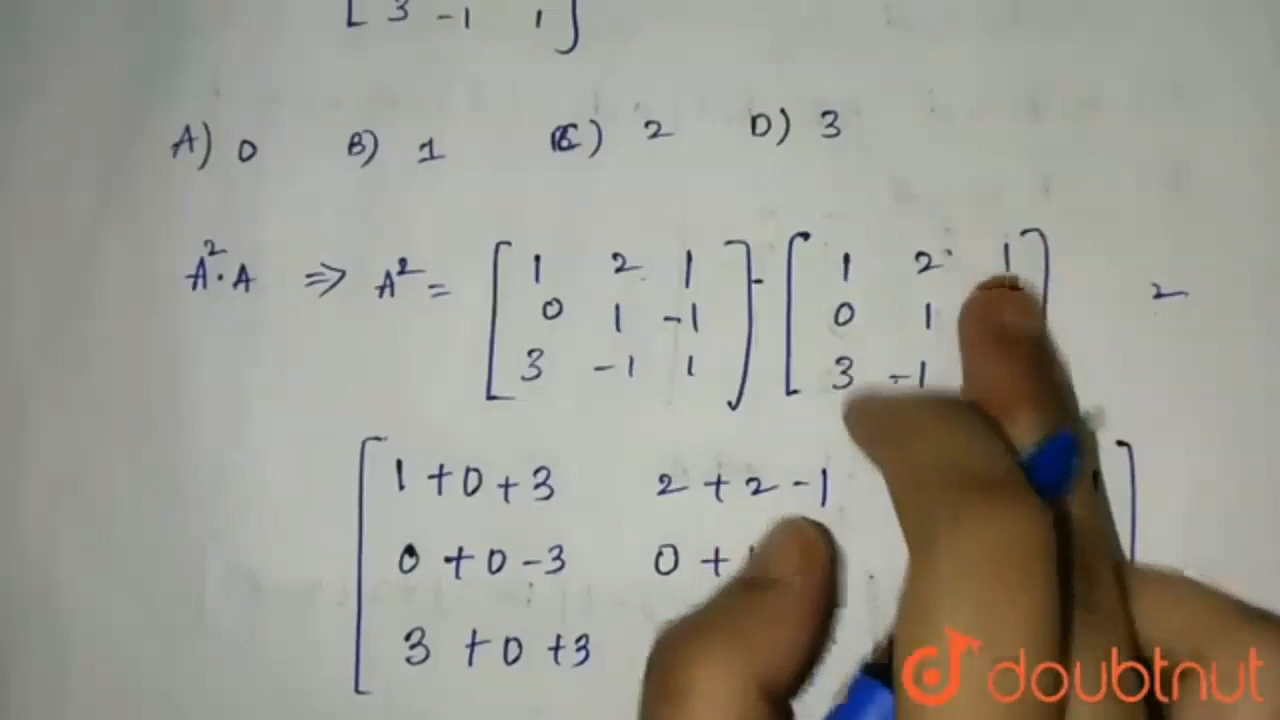 [ 3 -1 1 ]
A) 0 B) 1 C) 2 D) 3
A².A ⇒ A² = [ 1 2 1 ] . [ 1 2 1 ] 2
0 1 -1 0 1
3 -1 1 3 -1
[ 1 + 0 + 3 2 + 2 - 1 ]
0 + 0 - 3 0 +
3 + 0 + 3
doubtnut